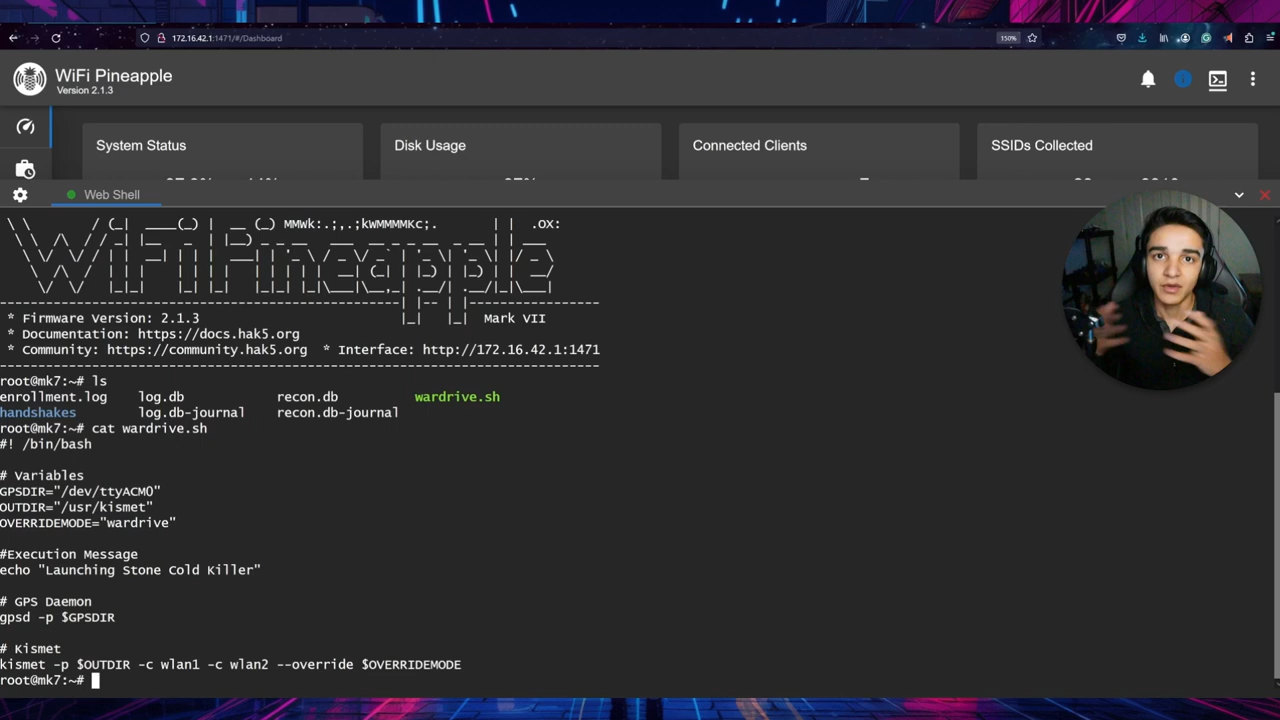 172.16.42.1:1471/#/Dashboard
150%
WiFi Pineapple
Version 2.1.3
System Status
Disk Usage
Connected Clients
SSIDs Collected
Web Shell
\ \ / (_| ____(_) | __ (_) MMWk:.;,.;kWMMMMKc;. | | .ox:
* Firmware Version: 2.1.3 |_| |_| Mark VII
* Documentation: https://docs.hak5.org
* Community: https://community.hak5.org * Interface: http://172.16.42.1:1471
root@mk7:~# ls
enrollment.log log.db recon.db wardrive.sh
handshakes log.db-journal recon.db-journal
root@mk7:~# cat wardrive.sh
#! /bin/bash
# Variables
GPSDIR="/dev/ttyACM0"
OUTDIR="/usr/kismet"
OVERRIDEMODE="wardrive"
#Execution Message
echo "Launching Stone Cold Killer"
# GPS Daemon
gpsd -p $GPSDIR
# Kismet
kismet -p $OUTDIR -c wlan1 -c wlan2 --override $OVERRIDEMODE
root@mk7:~#